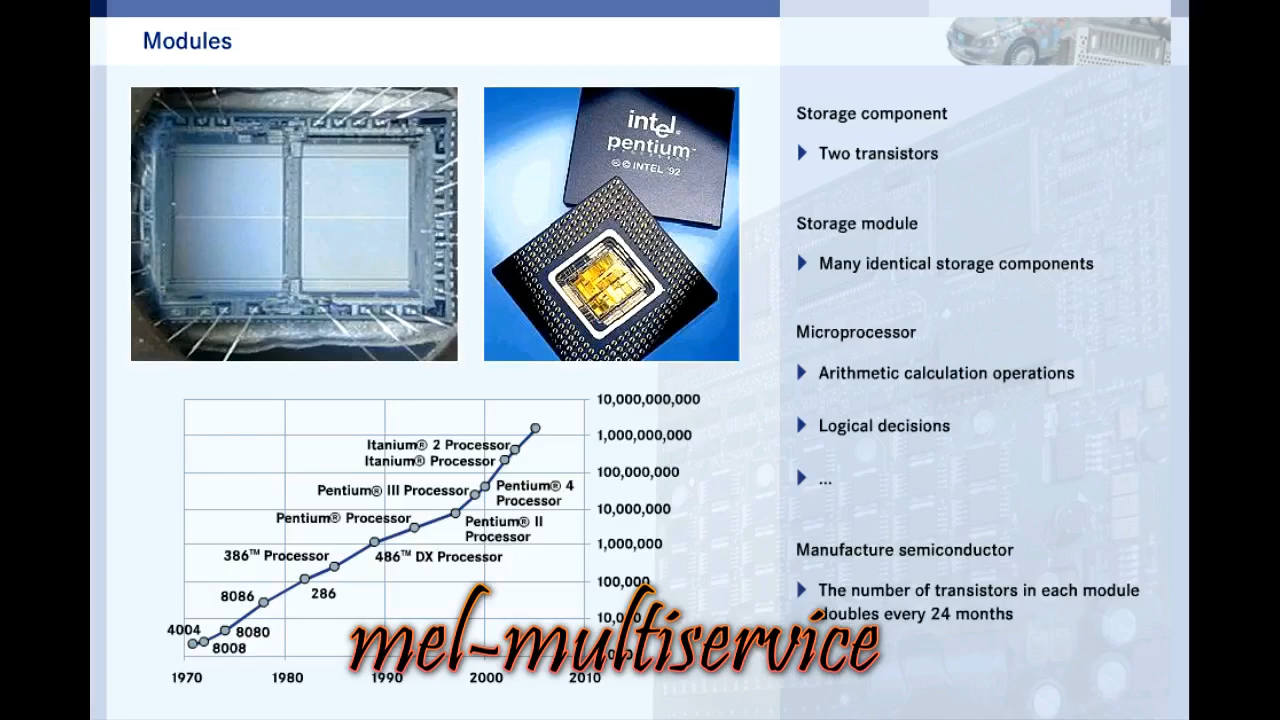 Modules
intel®
pentium™
©© INTEL '92
Storage component
Two transistors
Storage module
Many identical storage components
Microprocessor
Arithmetic calculation operations
Logical decisions
...
Manufacture semiconductor
The number of transistors in each module
doubles every 24 months
10,000,000,000
1,000,000,000
100,000,000
10,000,000
1,000,000
100,000
Itanium® 2 Processor
Itanium® Processor
Pentium® III Processor
Pentium® 4
Processor
Pentium® Processor
Pentium® II
Processor
386™ Processor
486™ DX Processor
8086
286
4004
8080
8008
1970
1980
1990
2000
2010
mel-multiservice